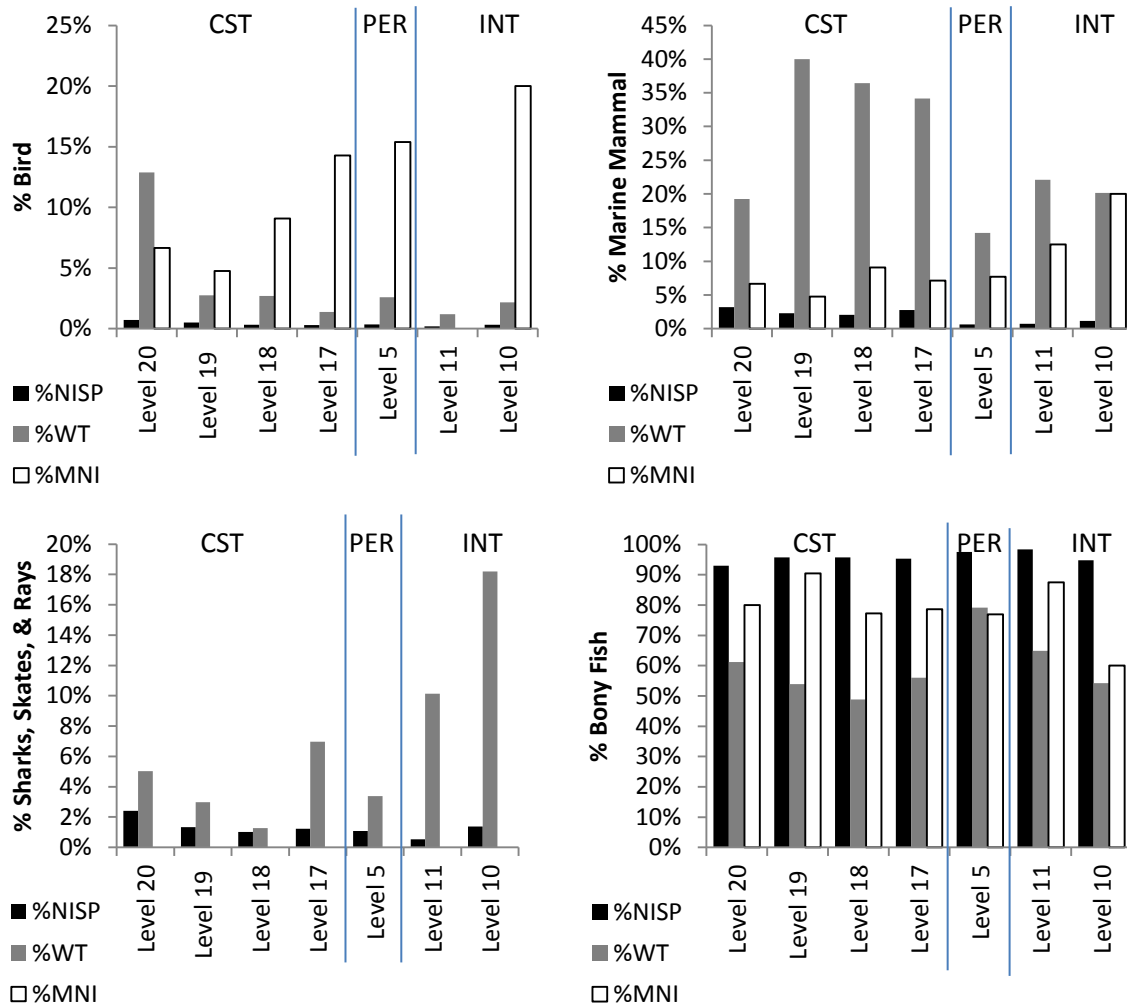 % Bird
25%
20%
15%
10%
5%
0%
CST PER INT
Level 20
Level 19
Level 18
Level 17
Level 5
Level 11
Level 10
%NISP
%WT
%MNI
% Marine Mammal
45%
40%
35%
30%
25%
20%
15%
10%
5%
0%
CST PER INT
Level 20
Level 19
Level 18
Level 17
Level 5
Level 11
Level 10
%NISP
%WT
%MNI
% Sharks, Skates, & Rays
20%
18%
16%
14%
12%
10%
8%
6%
4%
2%
0%
CST PER INT
Level 20
Level 19
Level 18
Level 17
Level 5
Level 11
Level 10
%NISP
%WT
%MNI
% Bony Fish
100%
90%
80%
70%
60%
50%
40%
30%
20%
10%
0%
CST PER INT
Level 20
Level 19
Level 18
Level 17
Level 5
Level 11
Level 10
%NISP
%WT
%MNI